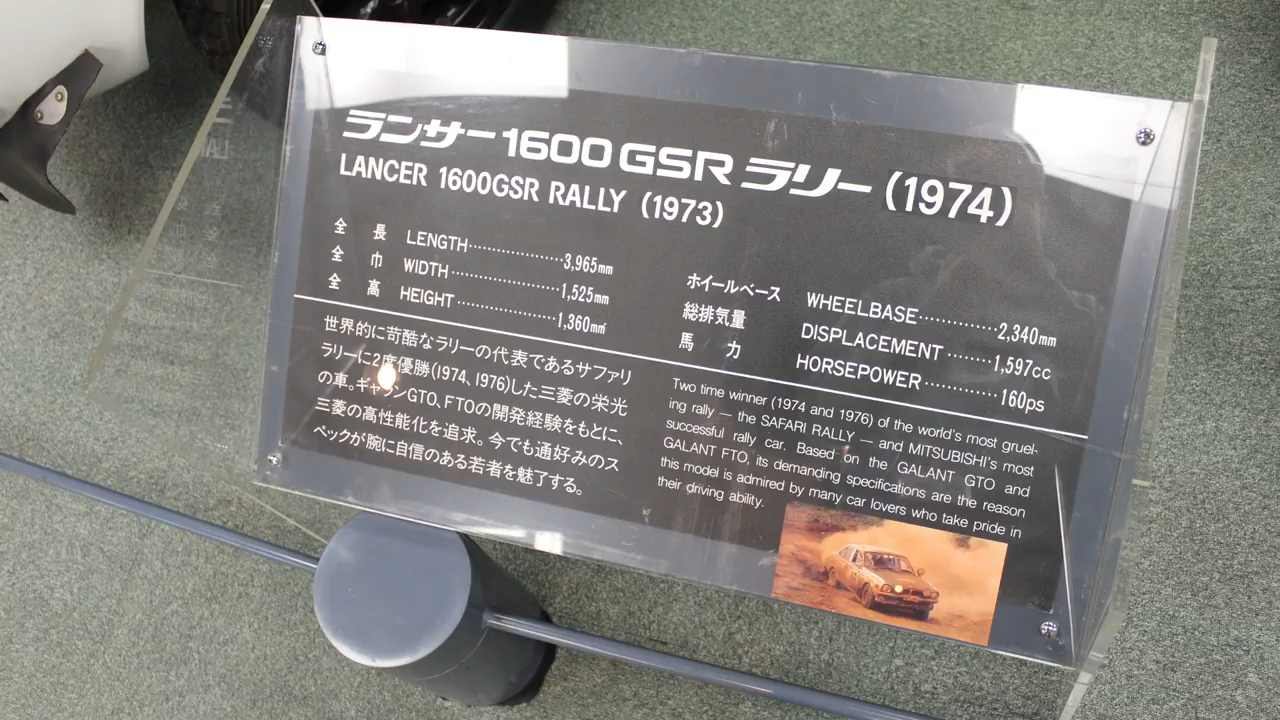 ランサー 1600 GSR ラリー (1974)
LANCER 1600GSR RALLY (1973)
全長 LENGTH 3,965mm
全巾 WIDTH 1,525mm
全高 HEIGHT 1,360mm
ホイールベース WHEELBASE 2,340mm
総排気量 DISPLACEMENT 1,597cc
馬力 HORSEPOWER 160ps
世界的に苛酷なラリーの代表であるサファリ
ラリーに2度優勝(1974、1976)した三菱の栄光
の車。ギャランGTO、FTOの開発経験をもとに、
三菱の高性能化を追求。今でも通好みのス
ペックが腕に自信のある若者を魅了する。
Two time winner (1974 and 1976) of the world's most gruel-
ing rally — the SAFARI RALLY — and MITSUBISHI's most
successful rally car. Based on the GALANT GTO and
GALANT FTO, its demanding specifications are the reason
this model is admired by many car lovers who take pride in
their driving ability.